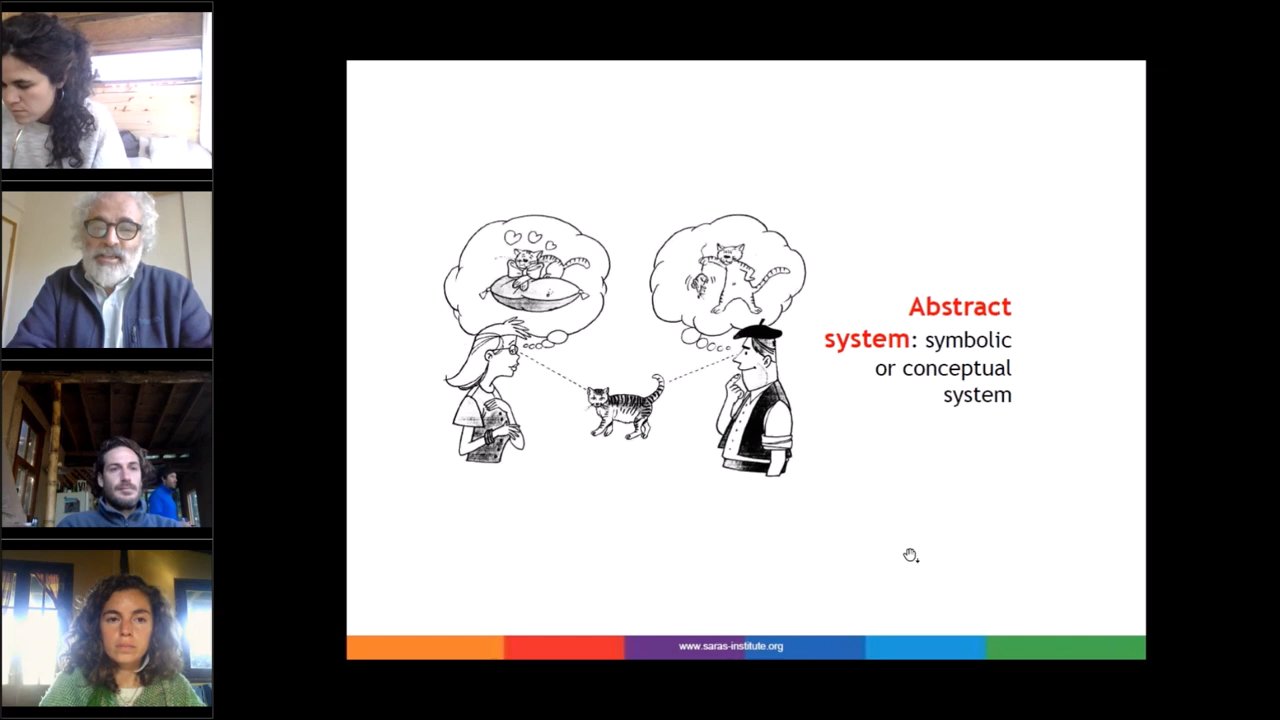 Abstract
system: symbolic
or conceptual
system
www.saras-institute.org